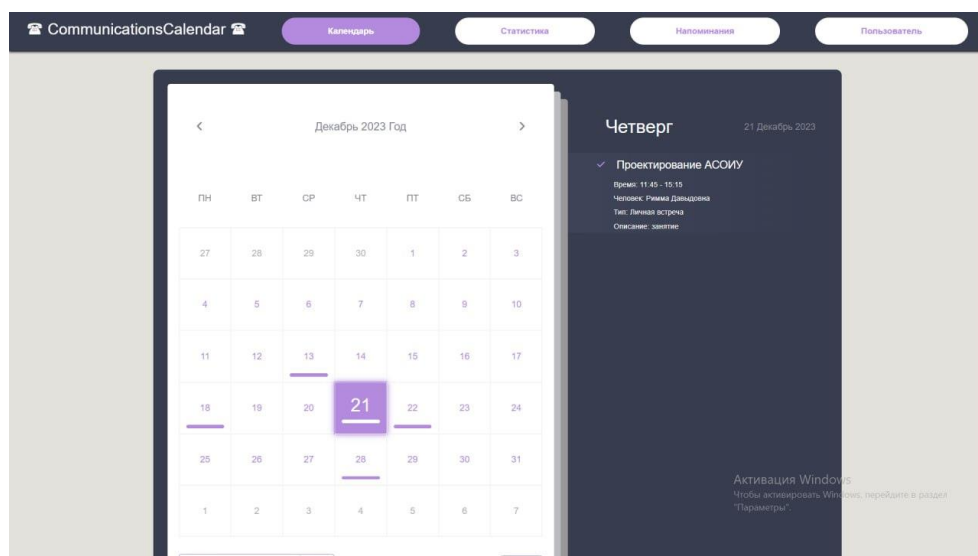 ☎ CommunicationsCalendar ☎ Календарь Статистика Напоминания Пользователь
Декабрь 2023 Год
ПН ВТ СР ЧТ ПТ СБ ВС
27 28 29 30 1 2 3
4 5 6 7 8 9 10
11 12 13 14 15 16 17
18 19 20 21 22 23 24
25 26 27 28 29 30 31
1 2 3 4 5 6 7
Четверг 21 Декабрь 2023
Проектирование АСОИУ
Время: 11:45 - 15:15
Человек: Римма Давыдовна
Тип: Личная встреча
Описание: занятие
Активация Windows
Чтобы активировать Windows, перейдите в раздел
"Параметры".